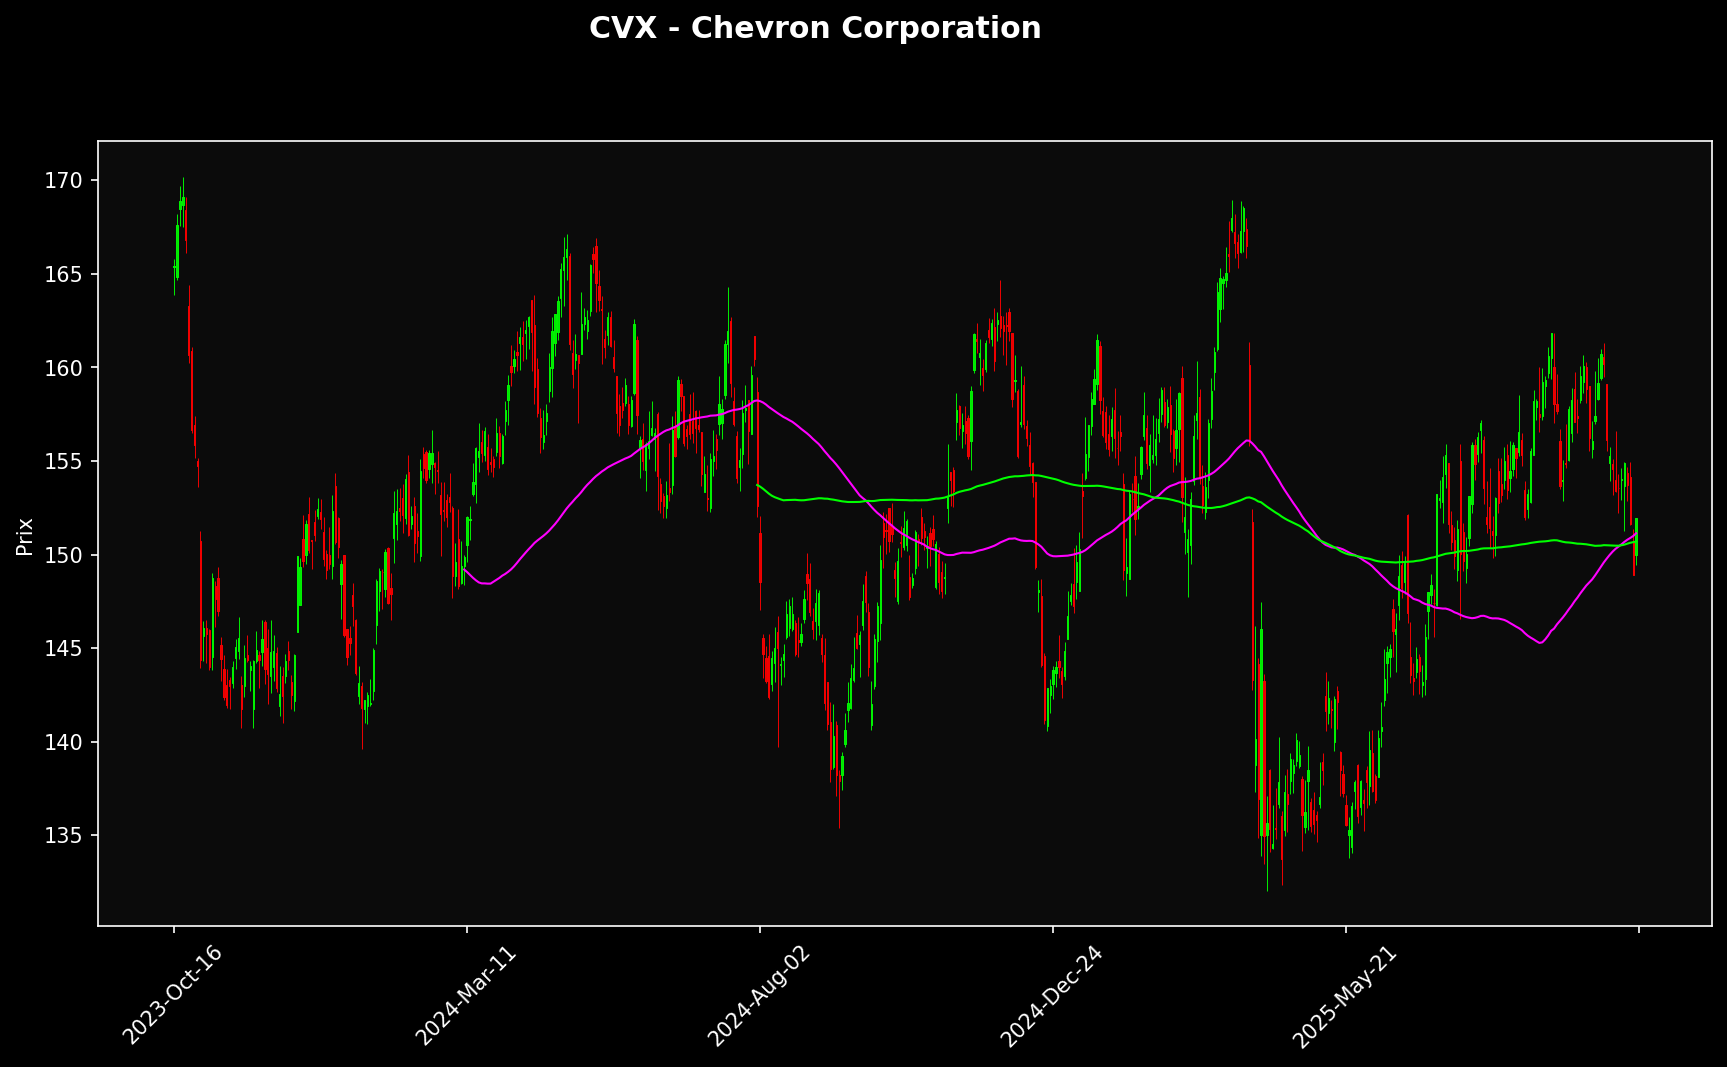 CVX - Chevron Corporation
Prix
170
165
160
155
150
145
140
135
2023-Oct-16
2024-Mar-11
2024-Aug-02
2024-Dec-24
2025-May-21